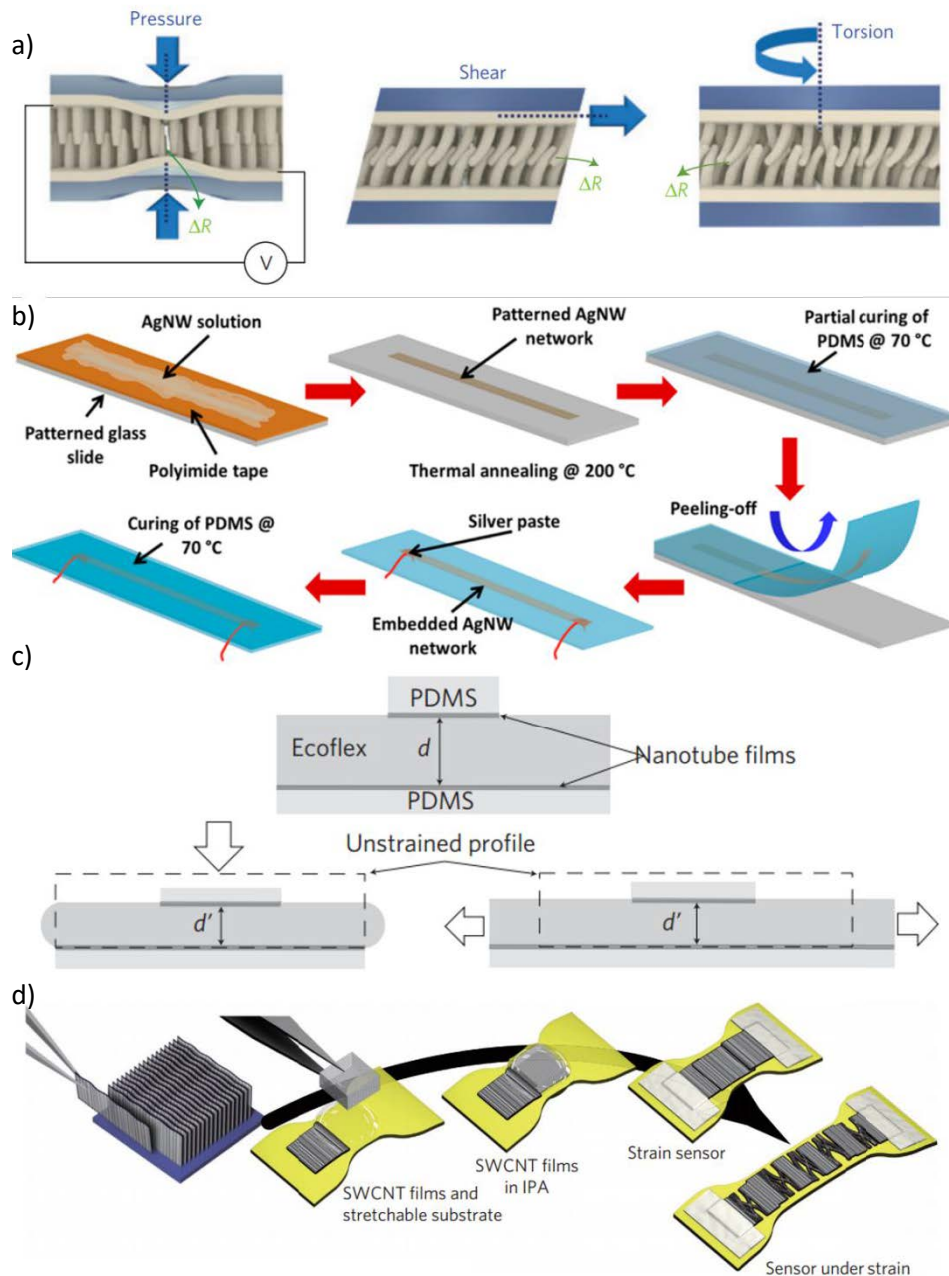 a)
Pressure
ΔR
V
Shear
ΔR
Torsion
ΔR
b)
AgNW solution
Patterned glass
slide
Polyimide tape
Patterned AgNW
network
Thermal annealing @ 200 °C
Partial curing of
PDMS @ 70 °C
Peeling-off
Silver paste
Embedded AgNW
network
Curing of PDMS @
70 °C
c)
PDMS
Ecoflex
d
Nanotube films
PDMS
Unstrained profile
d'
d'
d)
SWCNT films and
stretchable substrate
SWCNT films
in IPA
Strain sensor
Sensor under strain